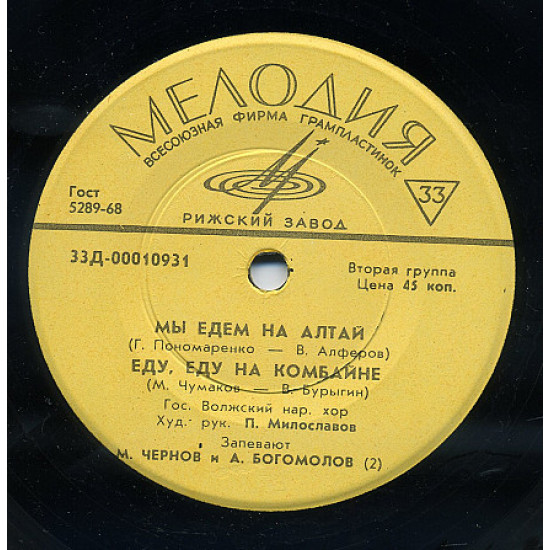 МЕЛОДИЯ
ВСЕСОЮЗНАЯ ФИРМА ГРАМПЛАСТИНОК
Гост
5289-68
33
РИЖСКИЙ ЗАВОД
33Д-00010931
Вторая группа
Цена 45 коп.
МЫ ЕДЕМ НА АЛТАЙ
(Г. Пономаренко — В. Алферов)
ЕДУ, ЕДУ НА КОМБАЙНЕ
(М. Чумаков — В. Бурыгин)
Гос. Волжский нар. хор
Худ. рук. П. Милославов
Запевают
М. ЧЕРНОВ и А. БОГОМОЛОВ (2)